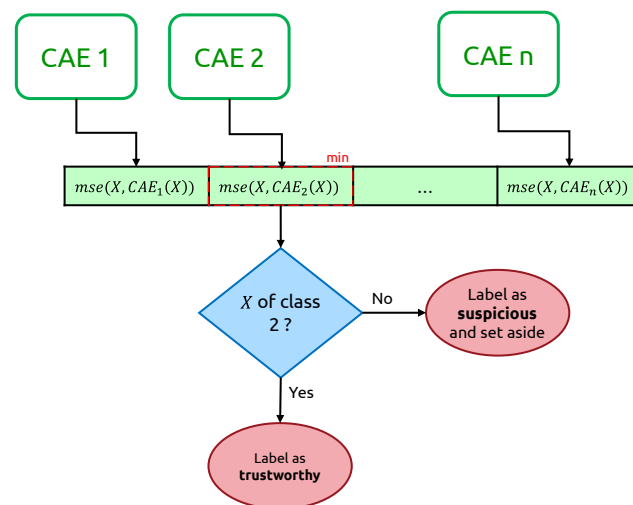 CAE 1
CAE 2
CAE n
min
mse(X, CAE₁(X))
mse(X, CAE₂(X))
...
mse(X, CAEₙ(X))
X of class
2 ?
No
Label as
suspicious
and set aside
Yes
Label as
trustworthy